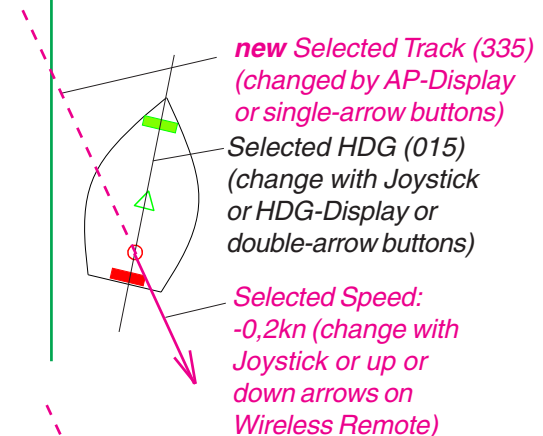 new Selected Track (335)
(changed by AP-Display
or single-arrow buttons)
Selected HDG (015)
(change with Joystick
or HDG-Display or
double-arrow buttons)
Selected Speed:
-0,2kn (change with
Joystick or up or
down arrows on
Wireless Remote)